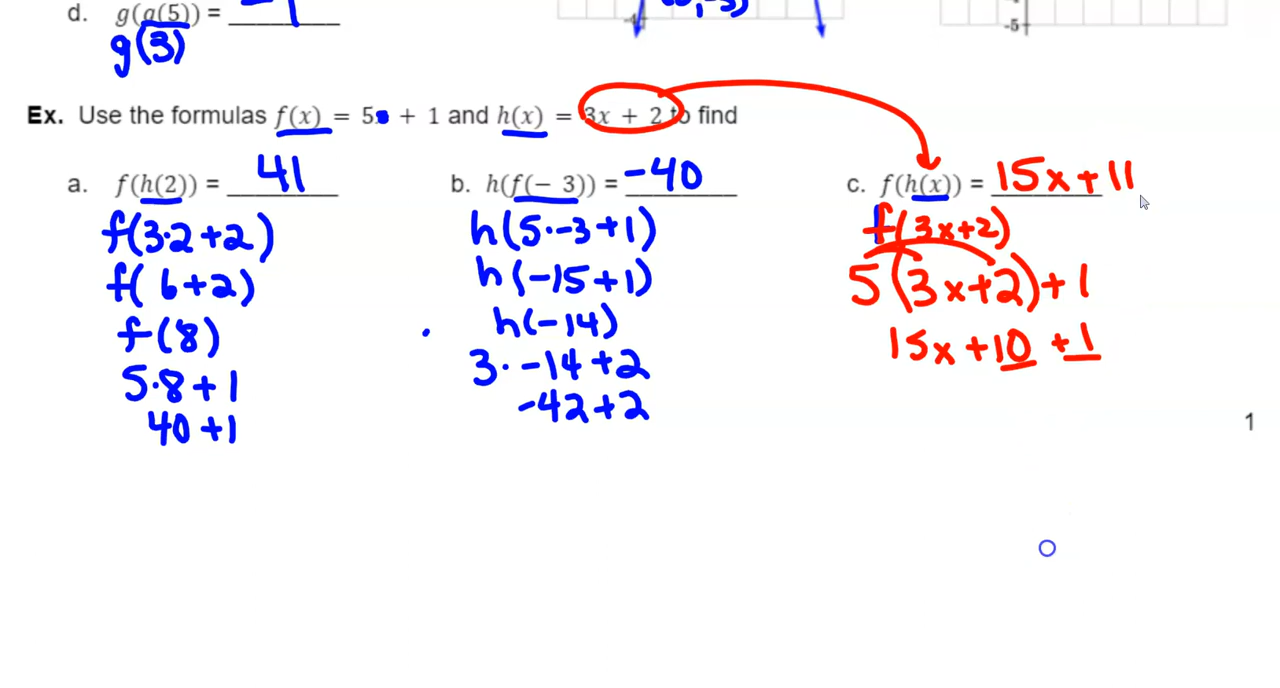 d. g(g(5)) =
g(3)
-5
Ex. Use the formulas f(x) = 5 + 1 and h(x) = 3x + 2 to find
a. f(h(2)) = 41
f(3·2+2)
f(6+2)
f(8)
5·8+1
40+1
b. h(f(− 3)) = -40
h(5·-3+1)
h(-15+1)
h(-14)
3·-14+2
-42+2
c. f(h(x)) = 15x+11
f(3x+2)
5(3x+2)+1
15x+10+1
1